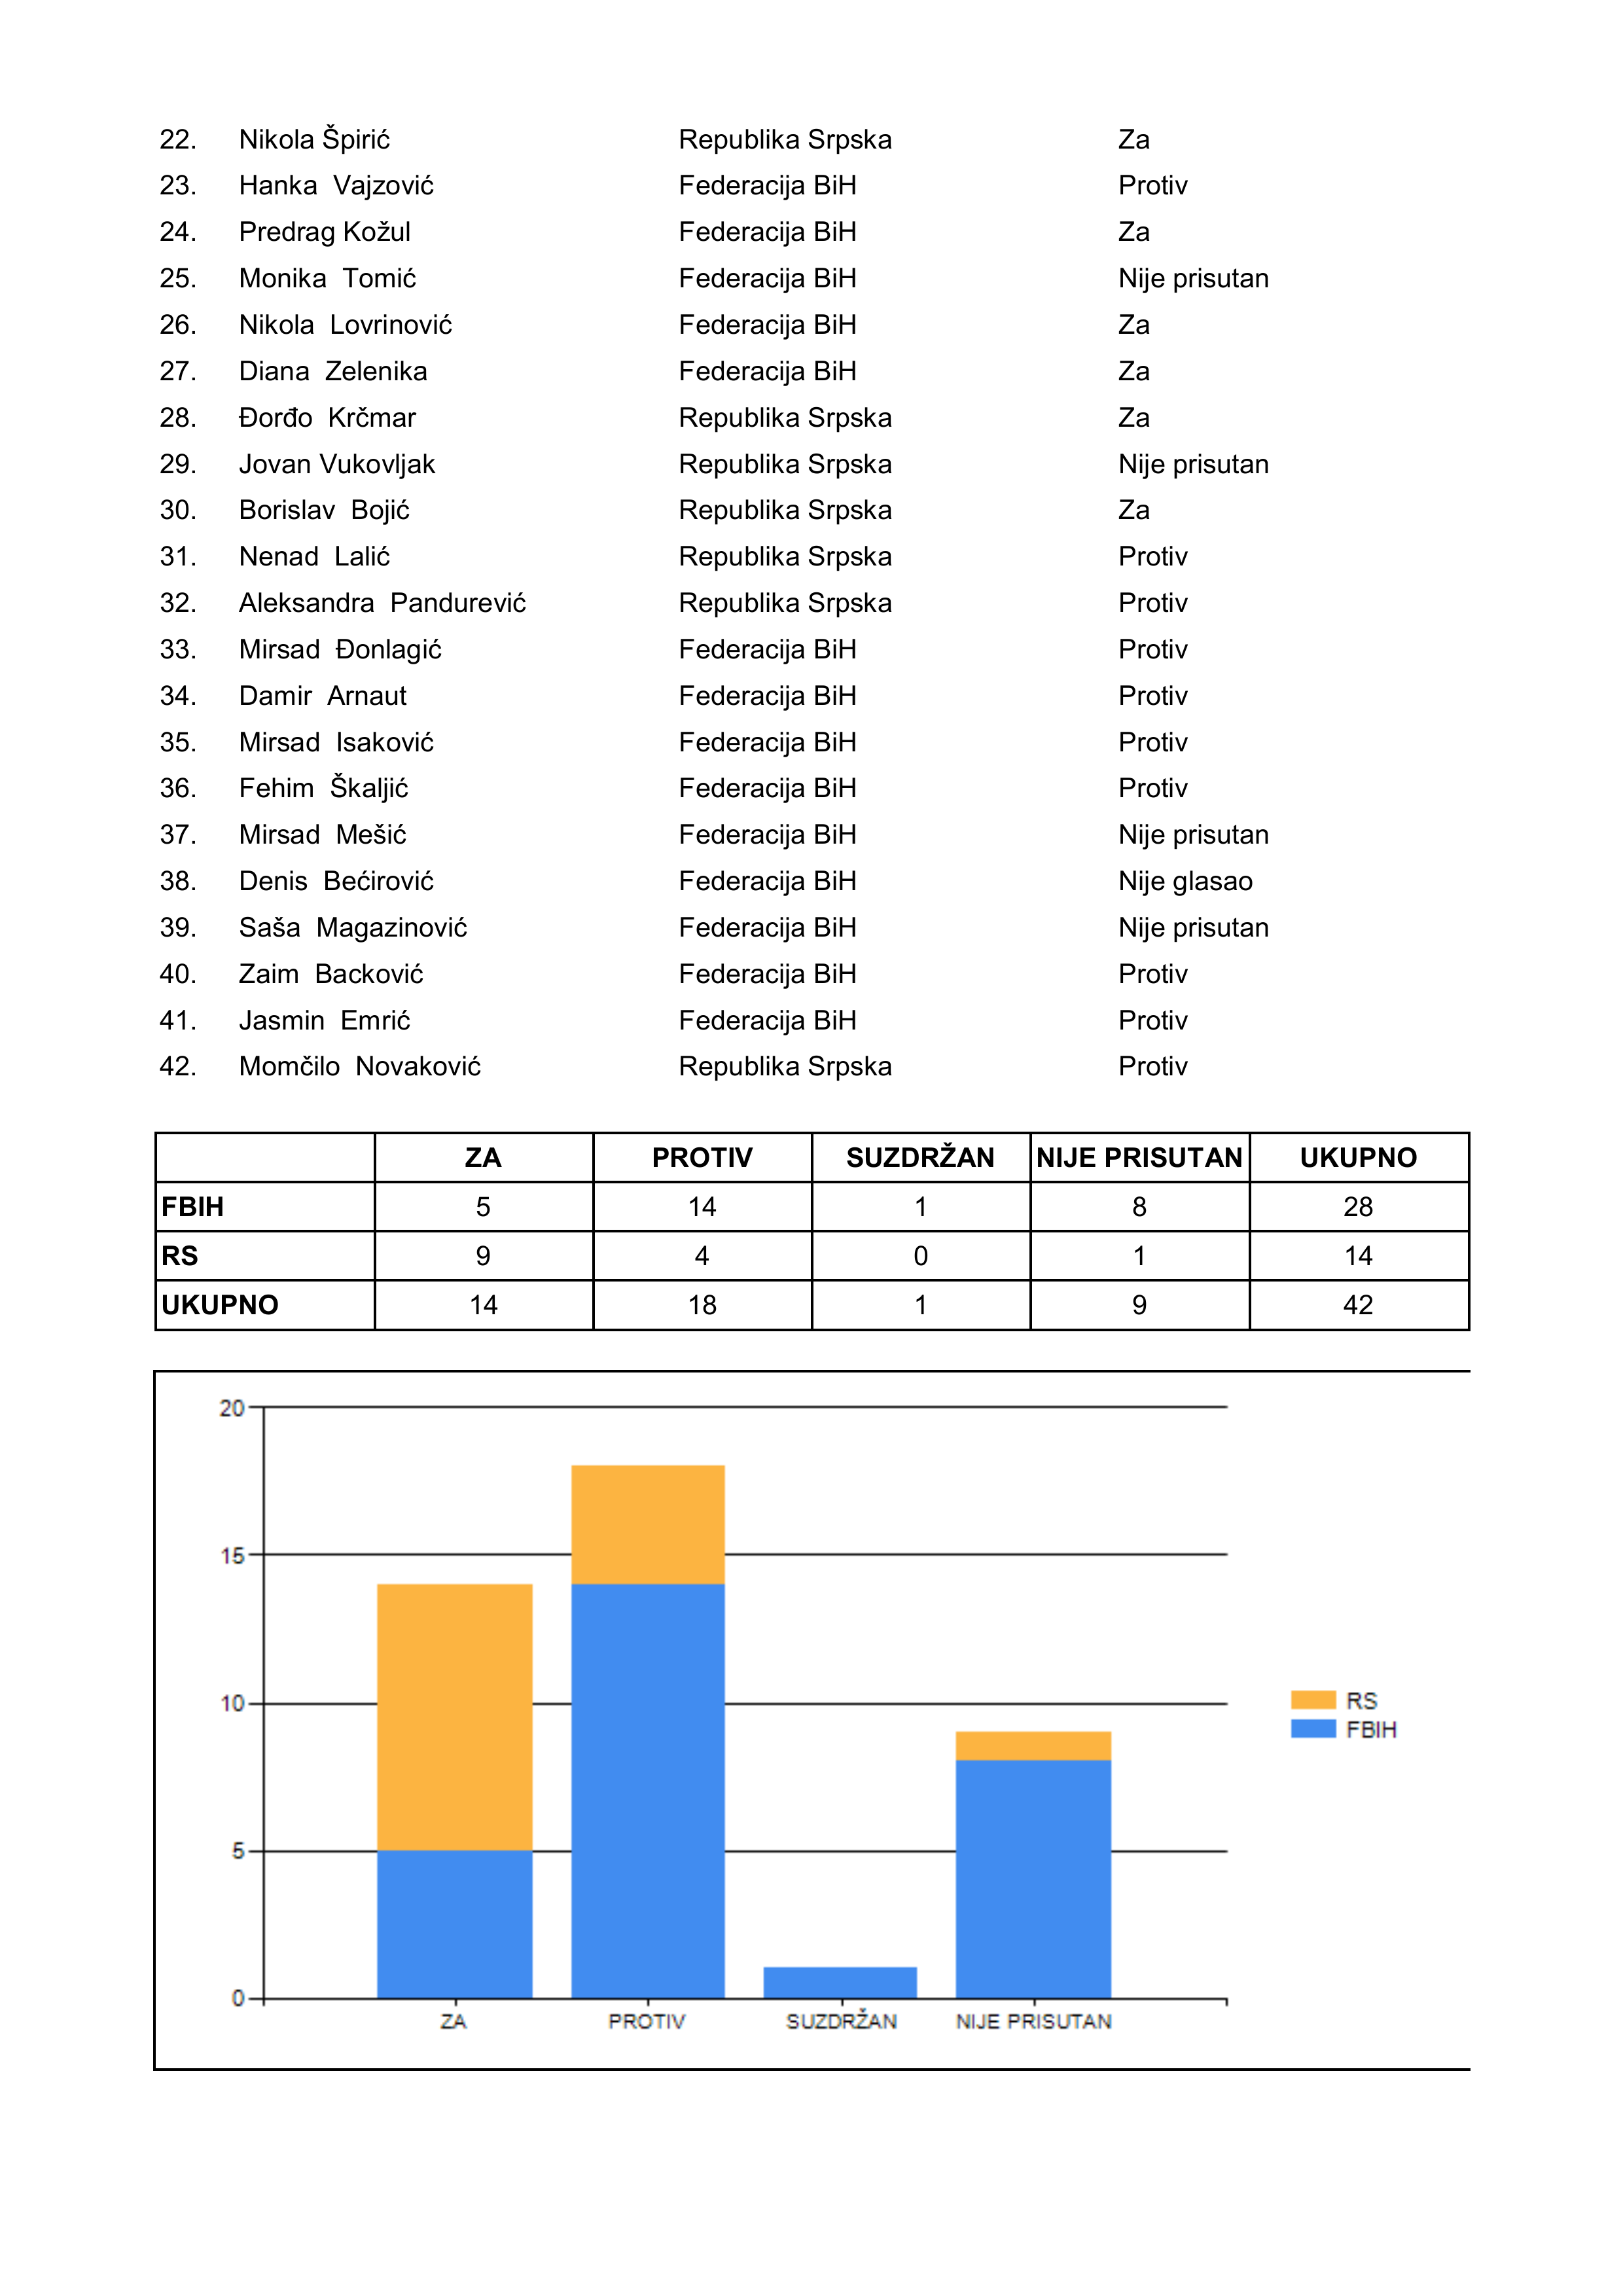 22. Nikola Špirić Republika Srpska Za
23. Hanka Vajzović Federacija BiH Protiv
24. Predrag Kožul Federacija BiH Za
25. Monika Tomić Federacija BiH Nije prisutan
26. Nikola Lovrinović Federacija BiH Za
27. Diana Zelenika Federacija BiH Za
28. Đorđo Krčmar Republika Srpska Za
29. Jovan Vukovljak Republika Srpska Nije prisutan
30. Borislav Bojić Republika Srpska Za
31. Nenad Lalić Republika Srpska Protiv
32. Aleksandra Pandurević Republika Srpska Protiv
33. Mirsad Đonlagić Federacija BiH Protiv
34. Damir Arnaut Federacija BiH Protiv
35. Mirsad Isaković Federacija BiH Protiv
36. Fehim Škaljić Federacija BiH Protiv
37. Mirsad Mešić Federacija BiH Nije prisutan
38. Denis Bećirović Federacija BiH Nije glasao
39. Saša Magazinović Federacija BiH Nije prisutan
40. Zaim Backović Federacija BiH Protiv
41. Jasmin Emrić Federacija BiH Protiv
42. Momčilo Novaković Republika Srpska Protiv
ZA PROTIV SUZDRŽAN NIJE PRISUTAN UKUPNO
FBIH 5 14 1 8 28
RS 9 4 0 1 14
UKUPNO 14 18 1 9 42
20
15
10
5
0
ZA PROTIV SUZDRŽAN NIJE PRISUTAN
RS
FBIH